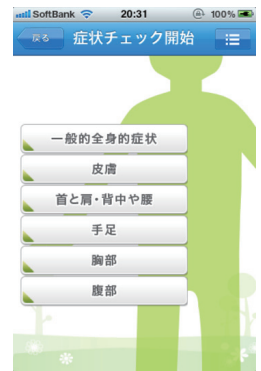 SoftBank 20:31 100%
戻る 症状チェック開始
一般的全身的症状
皮膚
首と肩・背中や腰
手足
胸部
腹部